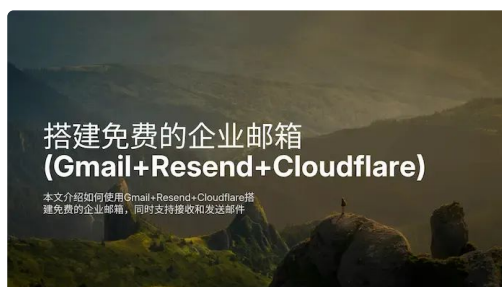 搭建免费的企业邮箱
(Gmail+Resend+Cloudflare)
本文介绍如何使用Gmail+Resend+Cloudflare搭
建免费的企业邮箱，同时支持接收和发送邮件